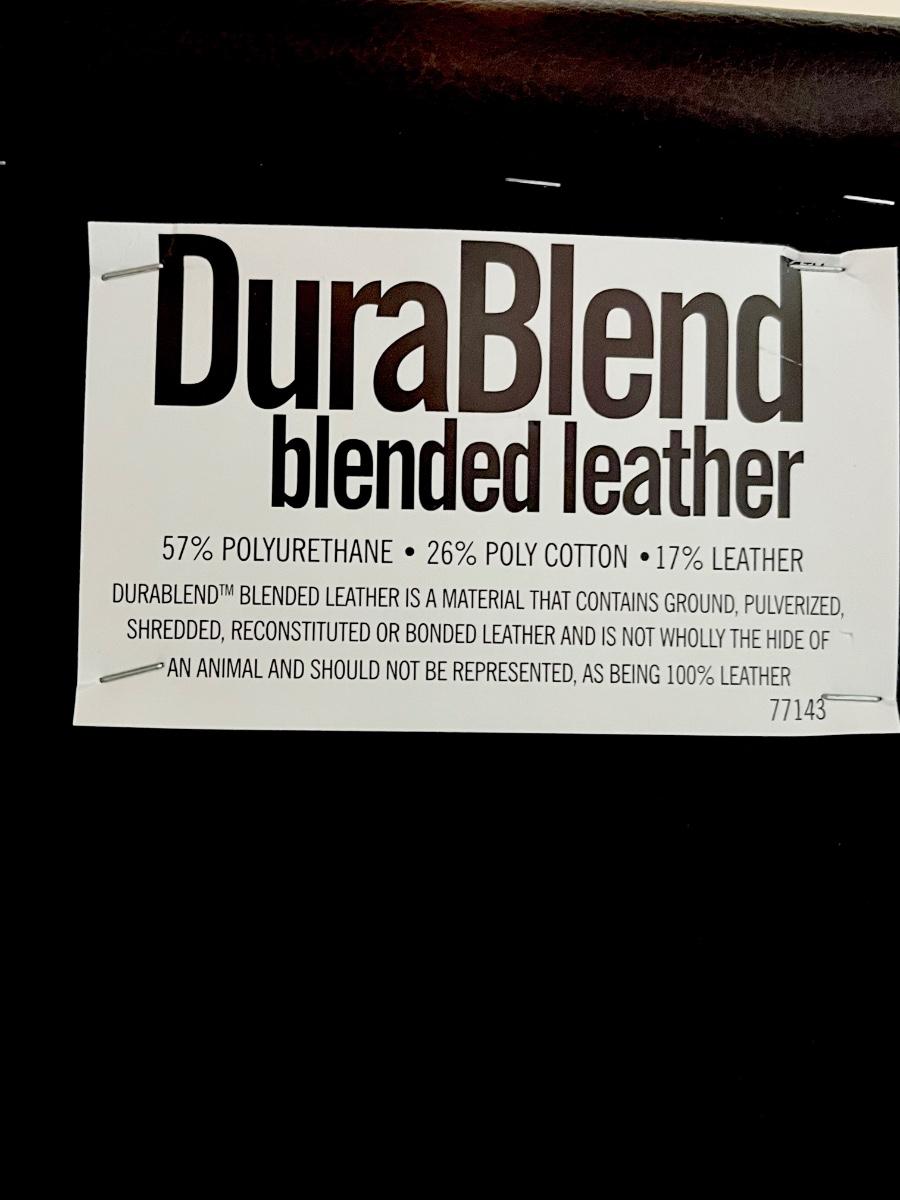 DuraBlend™
blended leather
57% POLYURETHANE • 26% POLY COTTON • 17% LEATHER
DURABLEND™ BLENDED LEATHER IS A MATERIAL THAT CONTAINS GROUND, PULVERIZED,
SHREDDED, RECONSTITUTED OR BONDED LEATHER AND IS NOT WHOLLY THE HIDE OF
AN ANIMAL AND SHOULD NOT BE REPRESENTED, AS BEING 100% LEATHER
77143